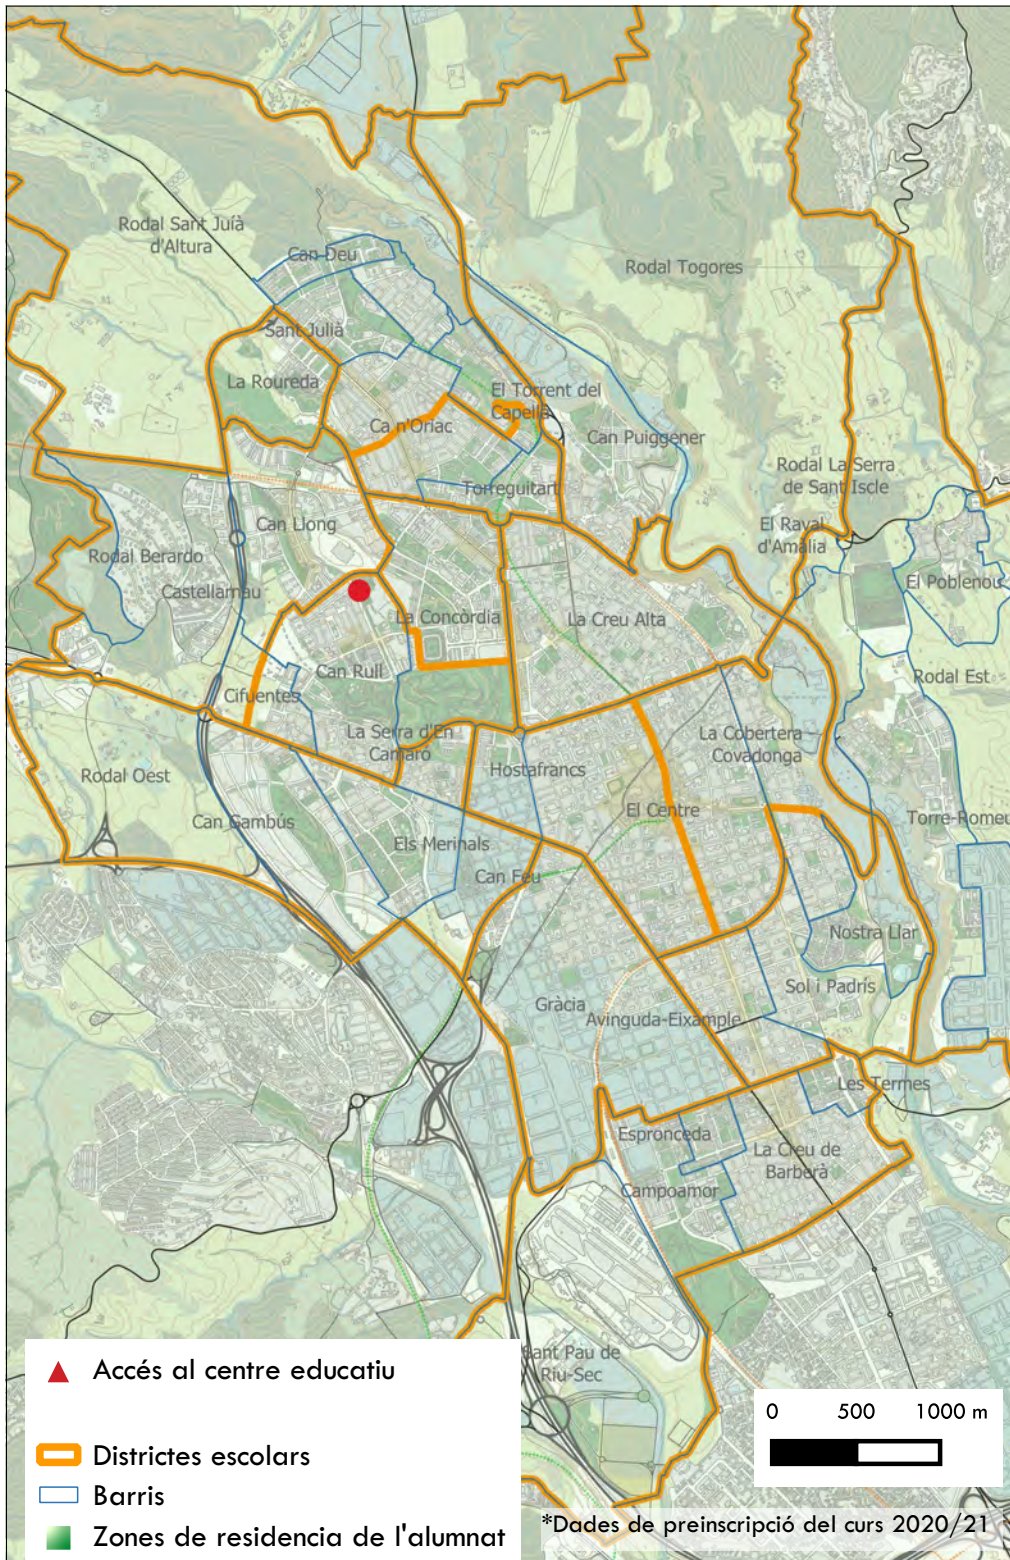 Rodal Sant Juíà
d'Altura
Can Deu
Rodal Togores
Sant Julià
La Roureda
El Torrent del
Capellà
Ca n'Oriac
Can Puiggener
Rodal La Serra
de Sant Iscle
Torreguitart
Can Llong
El Raval
d'Amàlia
Rodal Berardo
El Poblenou
Castellarnau
La Concòrdia
La Creu Alta
Can Rull
Rodal Est
Cifuentes
La Serra d'En
Camaró
La Cobertera
Covadonga
Rodal Oest
Hostafrancs
El Centre
Can Gambús
Torre-Romeu
Els Merinals
Can Feu
Nostra Llar
Sol i Padrís
Gràcia
Avinguda-Eixample
Les Termes
Espronceda
La Creu de
Barberà
Campoamor
Sant Pau de
Riu-Sec
Accés al centre educatiu
Districtes escolars
Barris
Zones de residencia de l'alumnat
0 500 1000 m
*Dades de preinscripció del curs 2020/21